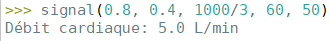 >>> signal(0.8, 0.4, 1000/3, 60, 50)
Débit cardiaque: 5.0 L/min